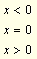 x < 0
x = 0
x > 0